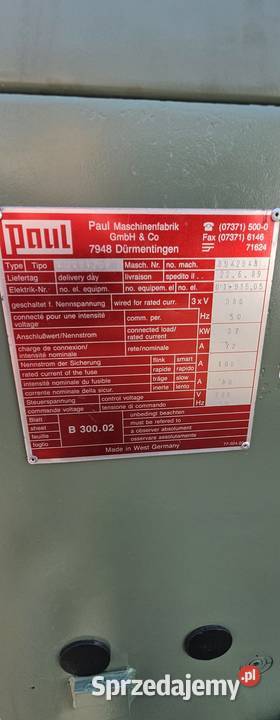 Paul
Paul Maschinenfabrik
GmbH & Co
7948 Dürmentingen
☎ (07371) 500-0
Fax (07371) 6146
71624
Type Tipo Masch. Nr. no. mach.
Liefertag delivery day livraison spedito il . .
Elektrik-Nr. no. el. equipm. no equipem. el no el.
geschaltet f. Nennspannung wired for rated curr. 3 x V 380
connecté pour une intensité comm. per. Hz 50
voltage
Anschlußwert/Nennstrom connected load/ kW
rated current
charge de connexion/ rete/nominale A
intensité nominale
Nennstrom der Sicherung flink smart A
rated current of the fuse rapide rapido
intensité nominale du fusible träge slow A
corrente nominale della sicur. inerte lento
Steuerspannung control voltage V
commande voltage tensione di commando Hz
Blatt unbedingt beachten
sheet B 300.02 must be refered to
feuille a observer absolument
foglio osservare assolutamente
Made in West Germany
Sprzedajemy.pl